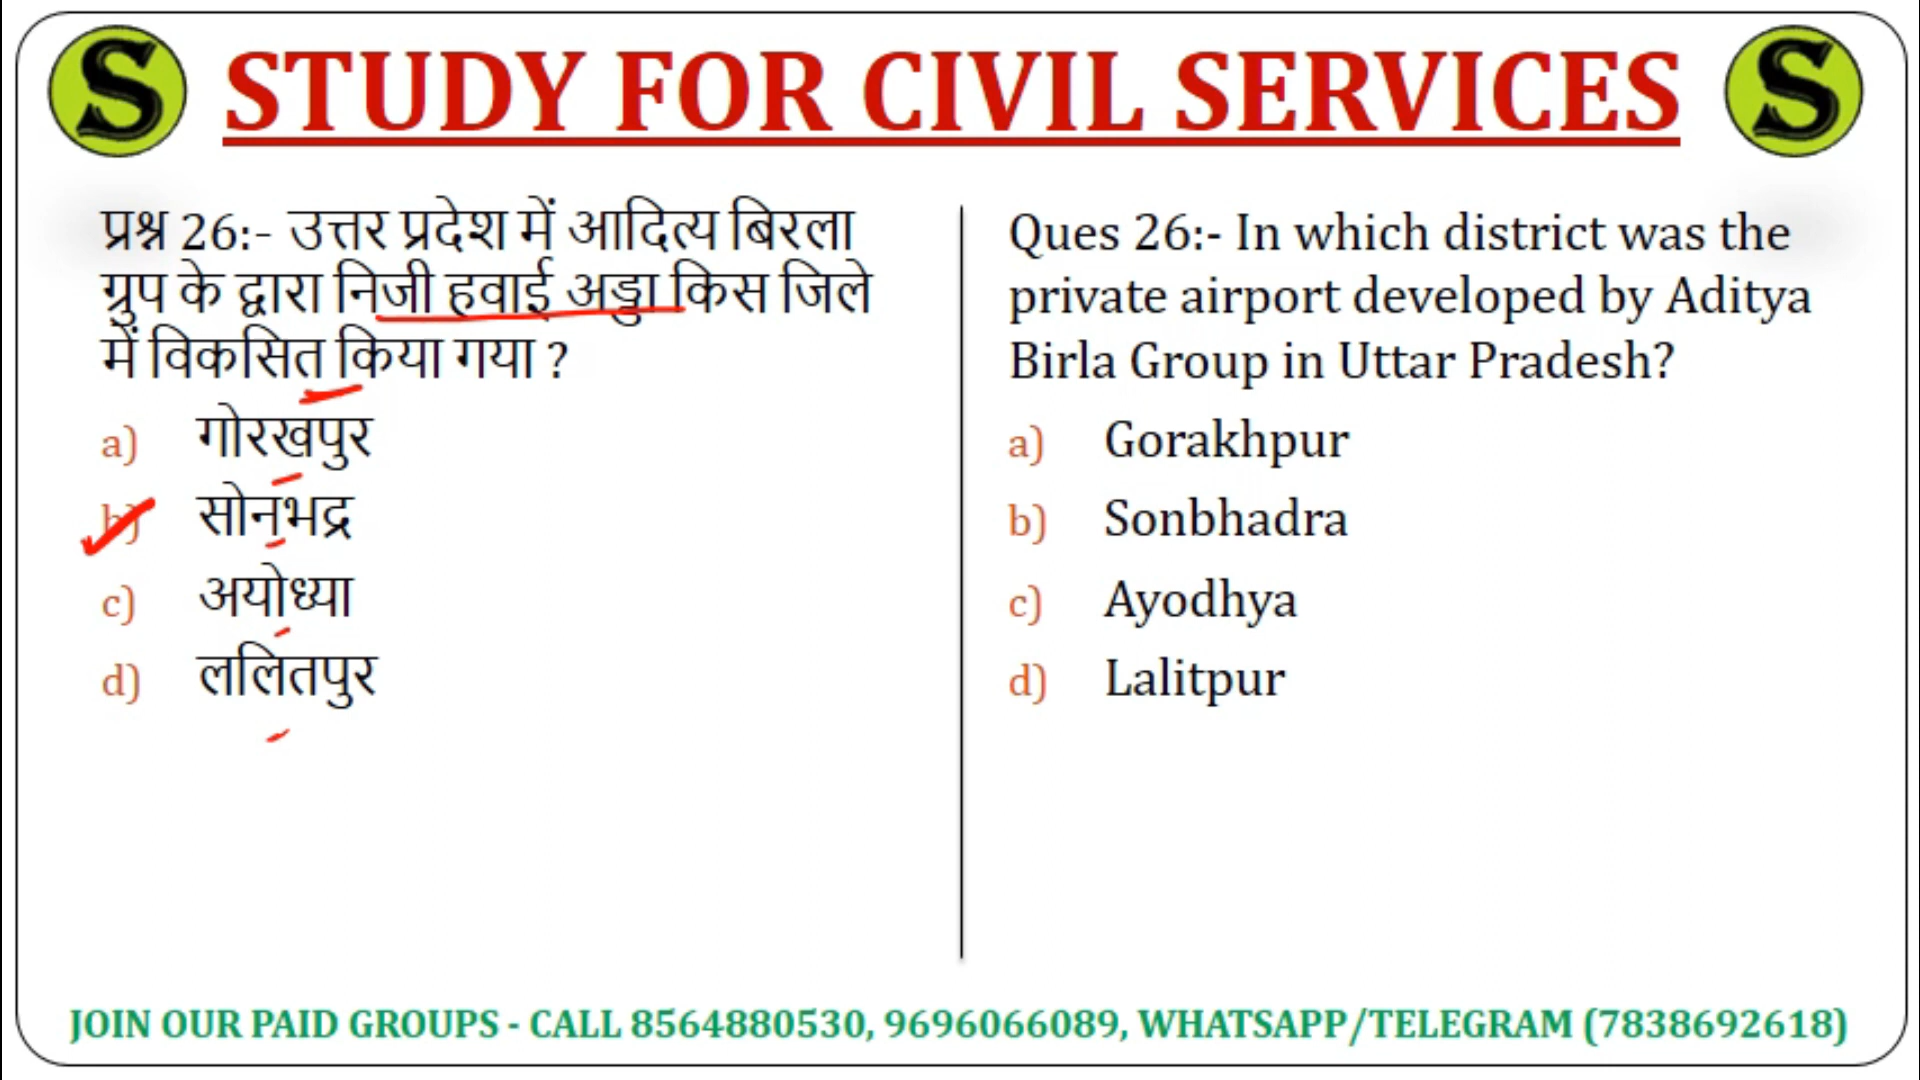 S STUDY FOR CIVIL SERVICES S
प्रश्न 26:- उत्तर प्रदेश में आदित्य बिरला
ग्रुप के द्वारा निजी हवाई अड्डा किस जिले
में विकसित किया गया ?
a) गोरखपुर
b) सोनभद्र
c) अयोध्या
d) ललितपुर
Ques 26:- In which district was the
private airport developed by Aditya
Birla Group in Uttar Pradesh?
a) Gorakhpur
b) Sonbhadra
c) Ayodhya
d) Lalitpur
JOIN OUR PAID GROUPS - CALL 8564880530, 9696066089, WHATSAPP/TELEGRAM (7838692618)